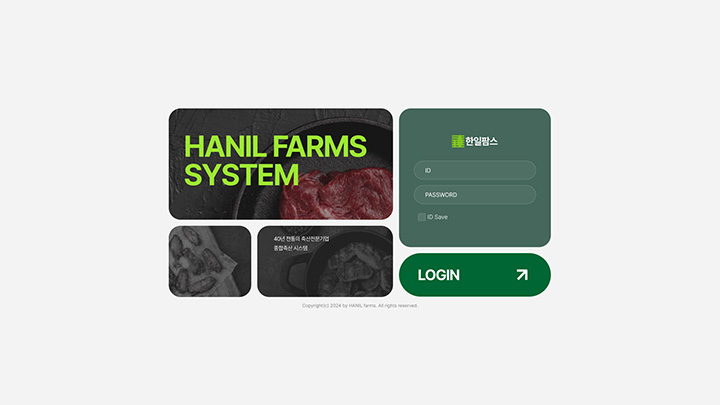 HANIL FARMS
SYSTEM
40년 전통의 축산전문기업
종합축산 시스템
한일팜스
ID
PASSWORD
ID Save
LOGIN
Copyright(c) 2024 by HANIL farms. All rights reserved.